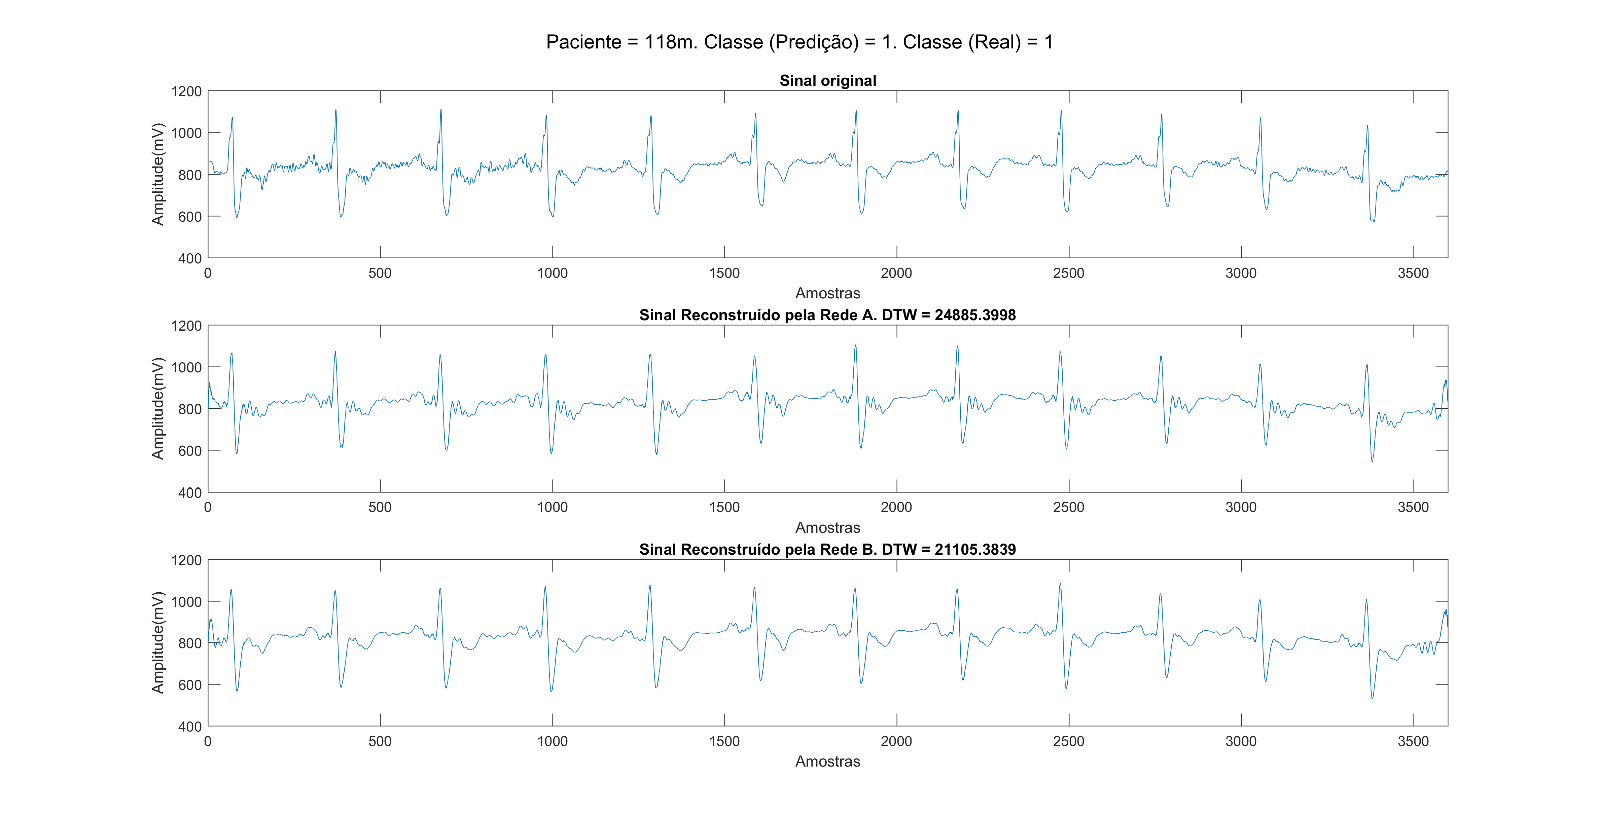 Paciente = 118m. Classe (Predição) = 1. Classe (Real) = 1
Sinal original
1200
1000
800
600
400
Amplitude(mV)
0 500 1000 1500 2000 2500 3000 3500
Amostras
Sinal Reconstruído pela Rede A. DTW = 24885.3998
1200
1000
800
600
400
Amplitude(mV)
0 500 1000 1500 2000 2500 3000 3500
Amostras
Sinal Reconstruído pela Rede B. DTW = 21105.3839
1200
1000
800
600
400
Amplitude(mV)
0 500 1000 1500 2000 2500 3000 3500
Amostras